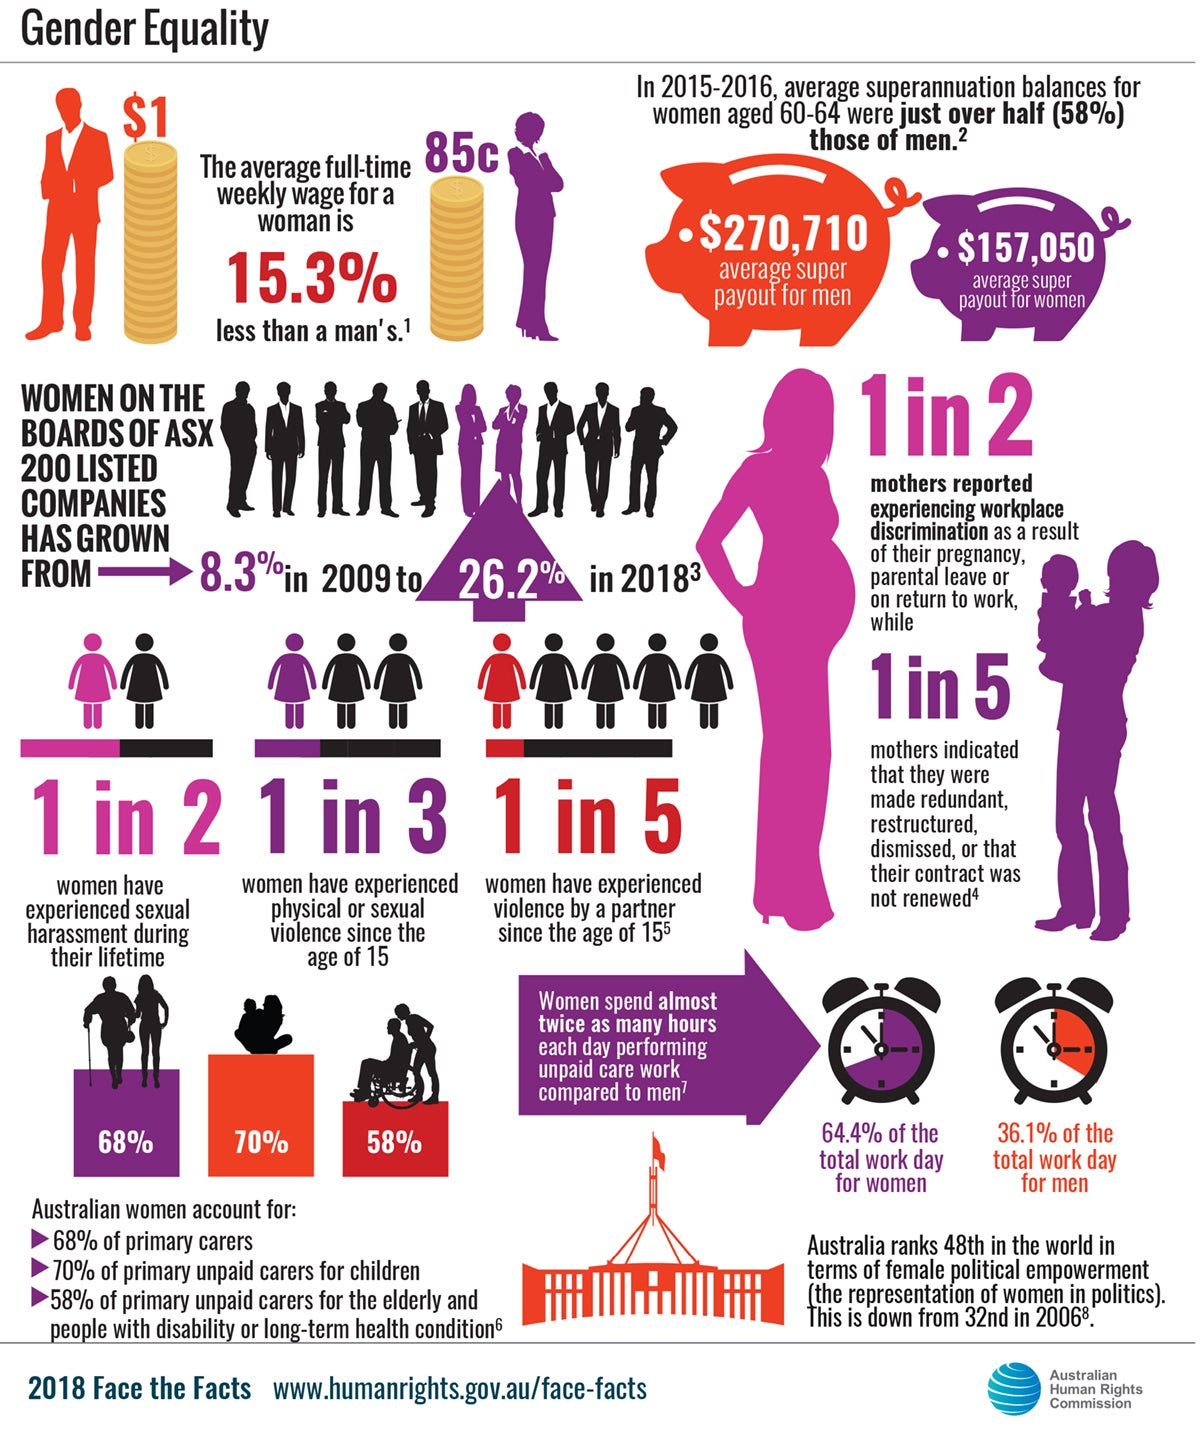 Gender Equality
$1
The average full-time
weekly wage for a
woman is
15.3%
less than a man's.1
85c
In 2015-2016, average superannuation balances for
women aged 60-64 were just over half (58%)
those of men.2
$270,710
average super
payout for men
$157,050
average super
payout for women
WOMEN ON THE
BOARDS OF ASX
200 LISTED
COMPANIES
HAS GROWN
FROM
8.3% in 2009 to 26.2% in 20183
1 in 2
mothers reported
experiencing workplace
discrimination as a result
of their pregnancy,
parental leave or
on return to work,
while
1 in 5
mothers indicated
that they were
made redundant,
restructured,
dismissed, or that
their contract was
not renewed4
1 in 2
women have
experienced sexual
harassment during
their lifetime
1 in 3
women have experienced
physical or sexual
violence since the
age of 15
1 in 5
women have experienced
violence by a partner
since the age of 155
68%
70%
58%
Australian women account for:
68% of primary carers
70% of primary unpaid carers for children
58% of primary unpaid carers for the elderly and
people with disability or long-term health condition6
Women spend almost
twice as many hours
each day performing
unpaid care work
compared to men7
64.4% of the
total work day
for women
36.1% of the
total work day
for men
Australia ranks 48th in the world in
terms of female political empowerment
(the representation of women in politics).
This is down from 32nd in 20068.
2018 Face the Facts www.humanrights.gov.au/face-facts
Australian
Human Rights
Commission